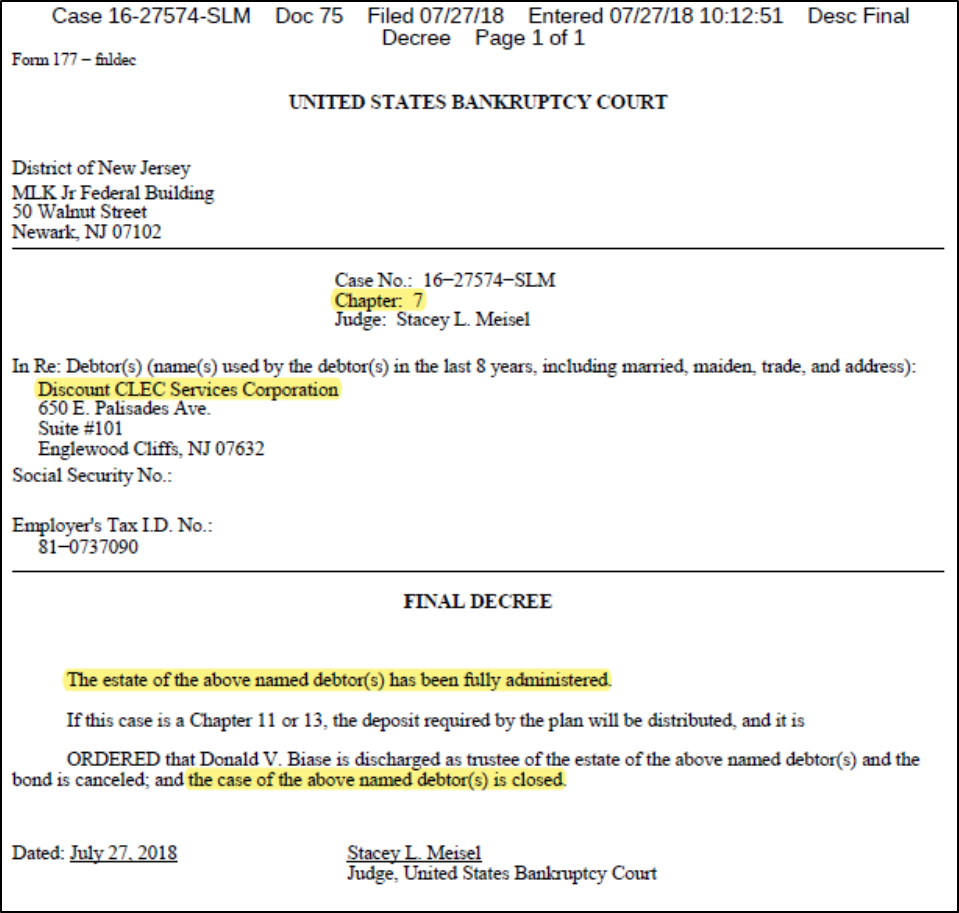 Case 16-27574-SLM Doc 75 Filed 07/27/18 Entered 07/27/18 10:12:51 Desc Final
Decree Page 1 of 1
Form 177 − fnldec
UNITED STATES BANKRUPTCY COURT
District of New Jersey
MLK Jr Federal Building
50 Walnut Street
Newark, NJ 07102
Case No.: 16−27574−SLM
Chapter: 7
Judge: Stacey L. Meisel
In Re: Debtor(s) (name(s) used by the debtor(s) in the last 8 years, including married, maiden, trade, and address):
Discount CLEC Services Corporation
650 E. Palisades Ave.
Suite #101
Englewood Cliffs, NJ 07632
Social Security No.:
Employer's Tax I.D. No.:
81−0737090
FINAL DECREE
The estate of the above named debtor(s) has been fully administered.
If this case is a Chapter 11 or 13, the deposit required by the plan will be distributed, and it is
ORDERED that Donald V. Biase is discharged as trustee of the estate of the above named debtor(s) and the
bond is canceled; and the case of the above named debtor(s) is closed.
Dated: July 27, 2018 Stacey L. Meisel
Judge, United States Bankruptcy Court